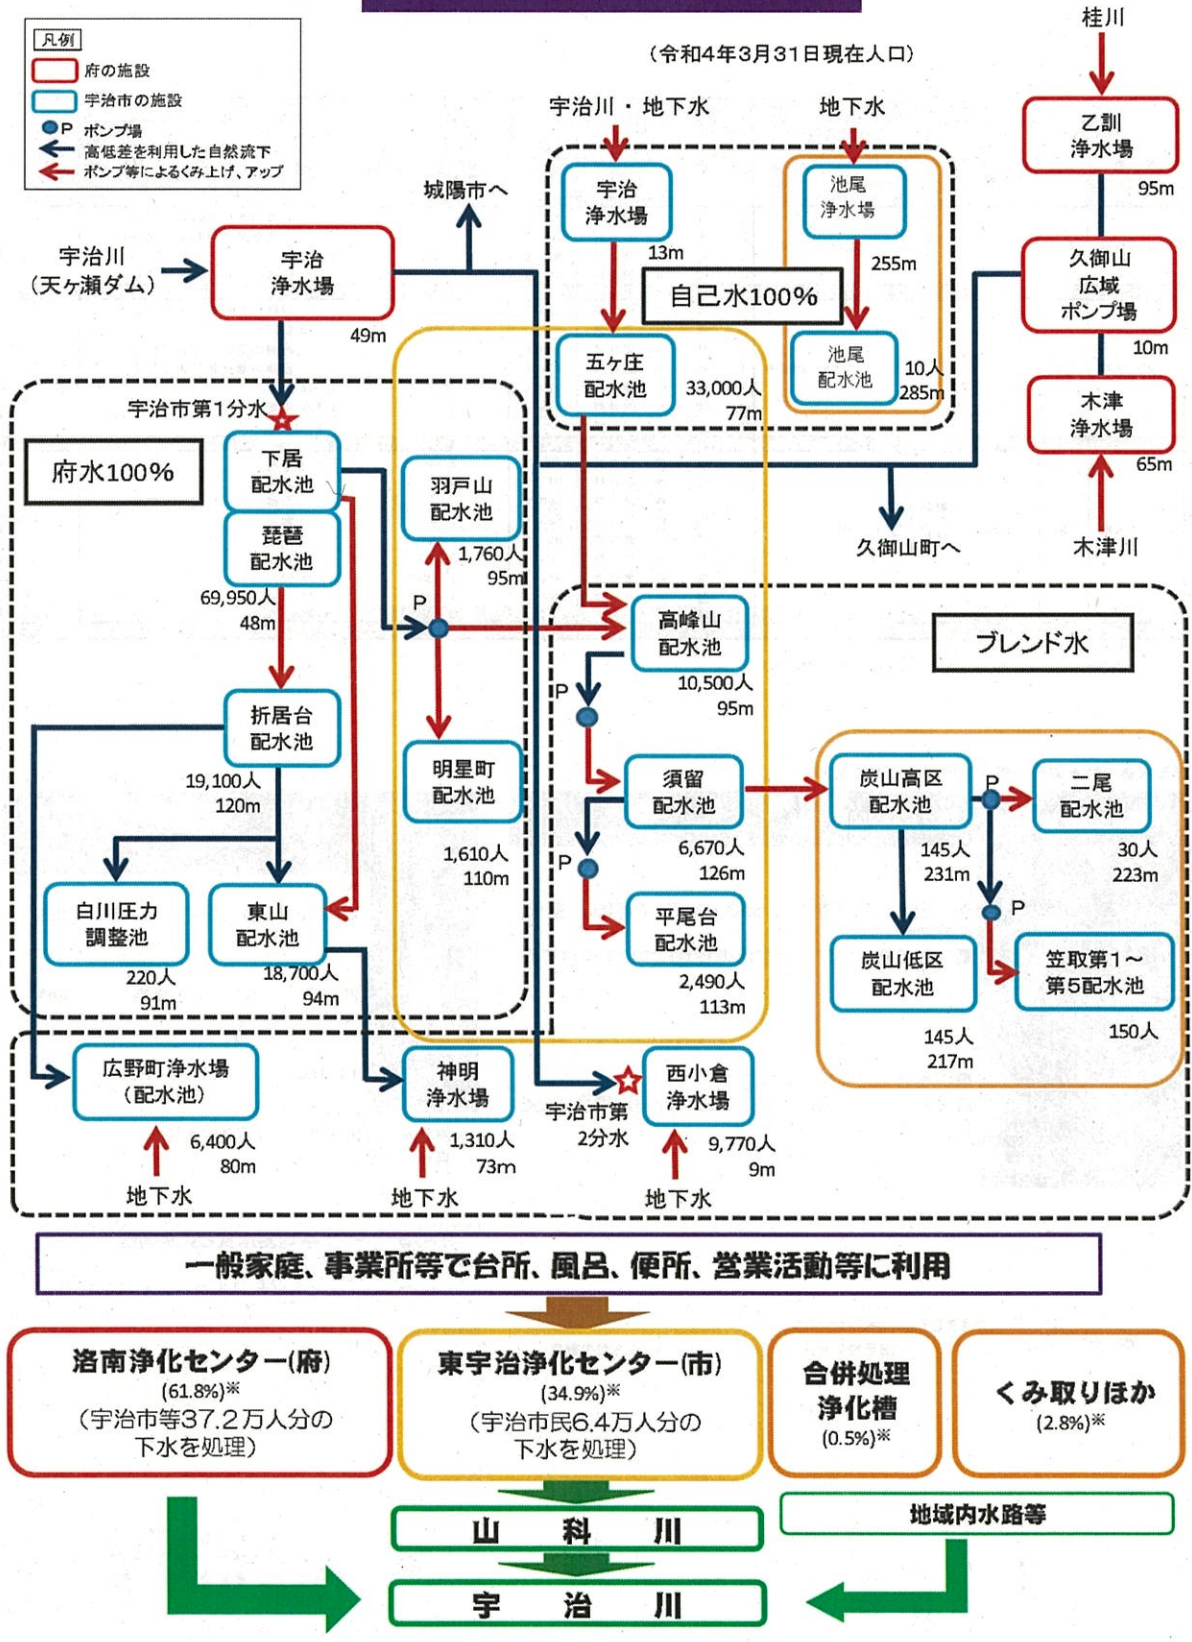 凡例
府の施設
宇治市の施設
P ポンプ場
高低差を利用した自然流下
ポンプ等によるくみ上げ、アップ
(令和4年3月31日現在人口)
桂川
乙訓
浄水場
95m
久御山
広域
ポンプ場
10m
木津
浄水場
65m
木津川
宇治川・地下水
宇治
浄水場
13m
地下水
池尾
浄水場
255m
自己水100%
五ケ庄
配水池
33,000人
77m
池尾
配水池
10人
285m
城陽市へ
宇治川
(天ヶ瀬ダム)
宇治
浄水場
49m
久御山町へ
宇治市第1分水
府水100%
下居
配水池
琵琶
配水池
69,950人
48m
羽戸山
配水池
1,760人
95m
P
明星町
配水池
1,610人
110m
折居台
配水池
19,100人
120m
白川圧力
調整池
220人
91m
東山
配水池
18,700人
94m
ブレンド水
高峰山
配水池
10,500人
95m
P
須留
配水池
6,670人
126m
P
平尾台
配水池
2,490人
113m
炭山高区
配水池
145人
231m
P
二尾
配水池
30人
223m
P
炭山低区
配水池
145人
217m
笠取第1~
第5配水池
150人
広野町浄水場
(配水池)
6,400人
80m
地下水
神明
浄水場
1,310人
73m
地下水
宇治市第
2分水
西小倉
浄水場
9,770人
9m
地下水
一般家庭、事業所等で台所、風呂、便所、営業活動等に利用
洛南浄化センター(府)
(61.8%)※
(宇治市等37.2万人分の
下水を処理)
東宇治浄化センター(市)
(34.9%)※
(宇治市民6.4万人分の
下水を処理)
合併処理
浄化槽
(0.5%)※
くみ取りほか
(2.8%)※
山 科 川
地域内水路等
宇 治 川